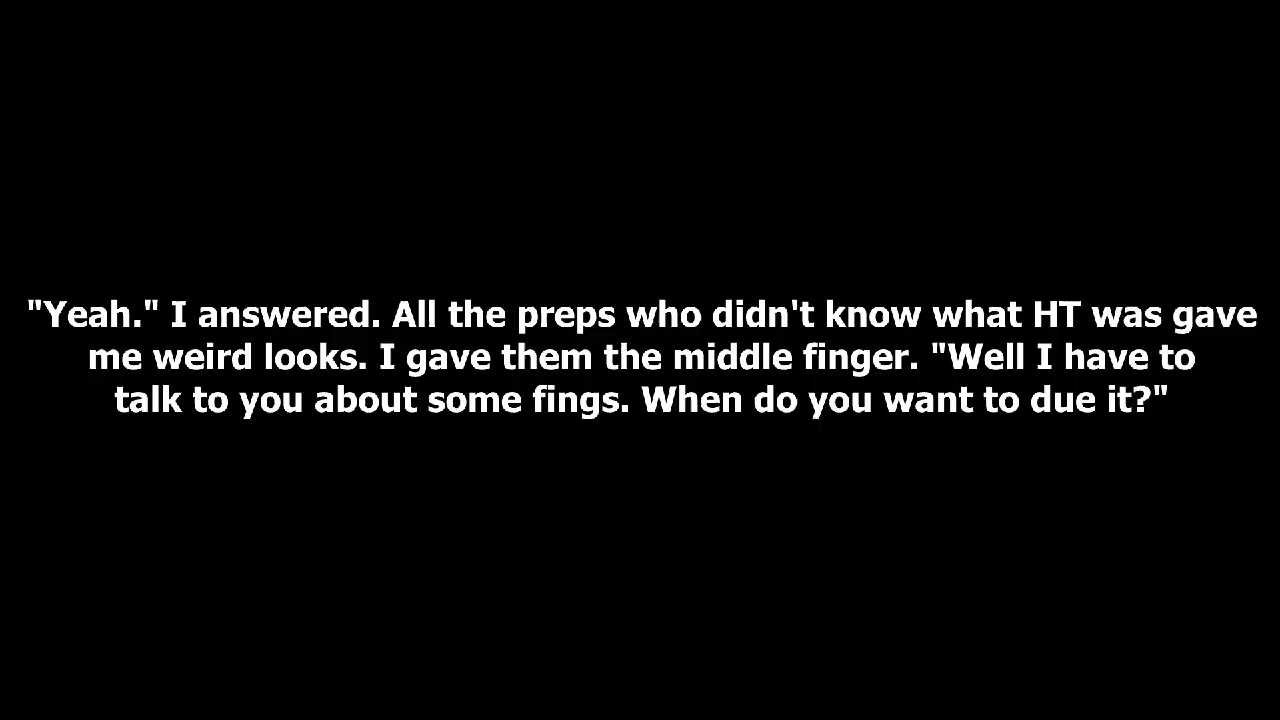 "Yeah." I answered. All the preps who didn't know what HT was gave
me weird looks. I gave them the middle finger. "Well I have to
talk to you about some fings. When do you want to due it?"